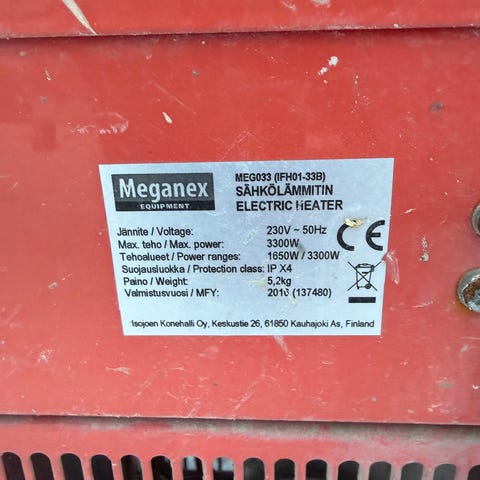 Meganex
EQUIPMENT
MEG033 (IFH01-33B)
SÄHKÖLÄMMITIN
ELECTRIC HEATER
Jännite / Voltage: 230V ~ 50Hz
Max. teho / Max. power: 3300W
Tehoalueet / Power ranges: 1650W / 3300W
Suojausluokka / Protection class: IP X4
Paino / Weight: 5,2kg
Valmistusvuosi / MFY: 2016 (137480)
CE
Isojoen Konehalli Oy, Keskustie 26, 61850 Kauhajoki As, Finland